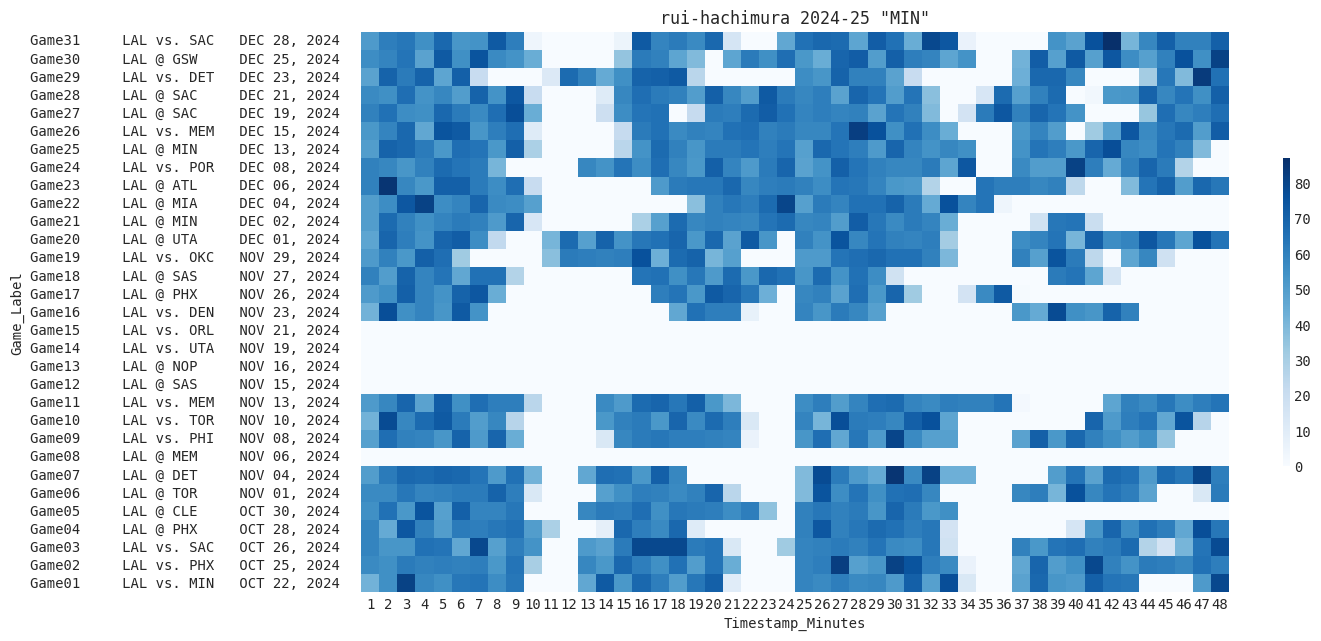 rui-hachimura 2024-25 "MIN"
Game31 LAL vs. SAC DEC 28, 2024
Game30 LAL @ GSW DEC 25, 2024
Game29 LAL vs. DET DEC 23, 2024
Game28 LAL @ SAC DEC 21, 2024
Game27 LAL @ SAC DEC 19, 2024
Game26 LAL vs. MEM DEC 15, 2024
Game25 LAL @ MIN DEC 13, 2024
Game24 LAL vs. POR DEC 08, 2024
Game23 LAL @ ATL DEC 06, 2024
Game22 LAL @ MIA DEC 04, 2024
Game21 LAL @ MIN DEC 02, 2024
Game20 LAL @ UTA DEC 01, 2024
Game19 LAL vs. OKC NOV 29, 2024
Game18 LAL @ SAS NOV 27, 2024
Game17 LAL @ PHX NOV 26, 2024
Game16 LAL vs. DEN NOV 23, 2024
Game15 LAL vs. ORL NOV 21, 2024
Game14 LAL vs. UTA NOV 19, 2024
Game13 LAL @ NOP NOV 16, 2024
Game12 LAL @ SAS NOV 15, 2024
Game11 LAL vs. MEM NOV 13, 2024
Game10 LAL vs. TOR NOV 10, 2024
Game09 LAL vs. PHI NOV 08, 2024
Game08 LAL @ MEM NOV 06, 2024
Game07 LAL @ DET NOV 04, 2024
Game06 LAL @ TOR NOV 01, 2024
Game05 LAL @ CLE OCT 30, 2024
Game04 LAL @ PHX OCT 28, 2024
Game03 LAL vs. SAC OCT 26, 2024
Game02 LAL vs. PHX OCT 25, 2024
Game01 LAL vs. MIN OCT 22, 2024
Game_Label
1 2 3 4 5 6 7 8 9 10 11 12 13 14 15 16 17 18 19 20 21 22 23 24 25 26 27 28 29 30 31 32 33 34 35 36 37 38 39 40 41 42 43 44 45 46 47 48
Timestamp_Minutes
80
70
60
50
40
30
20
10
0